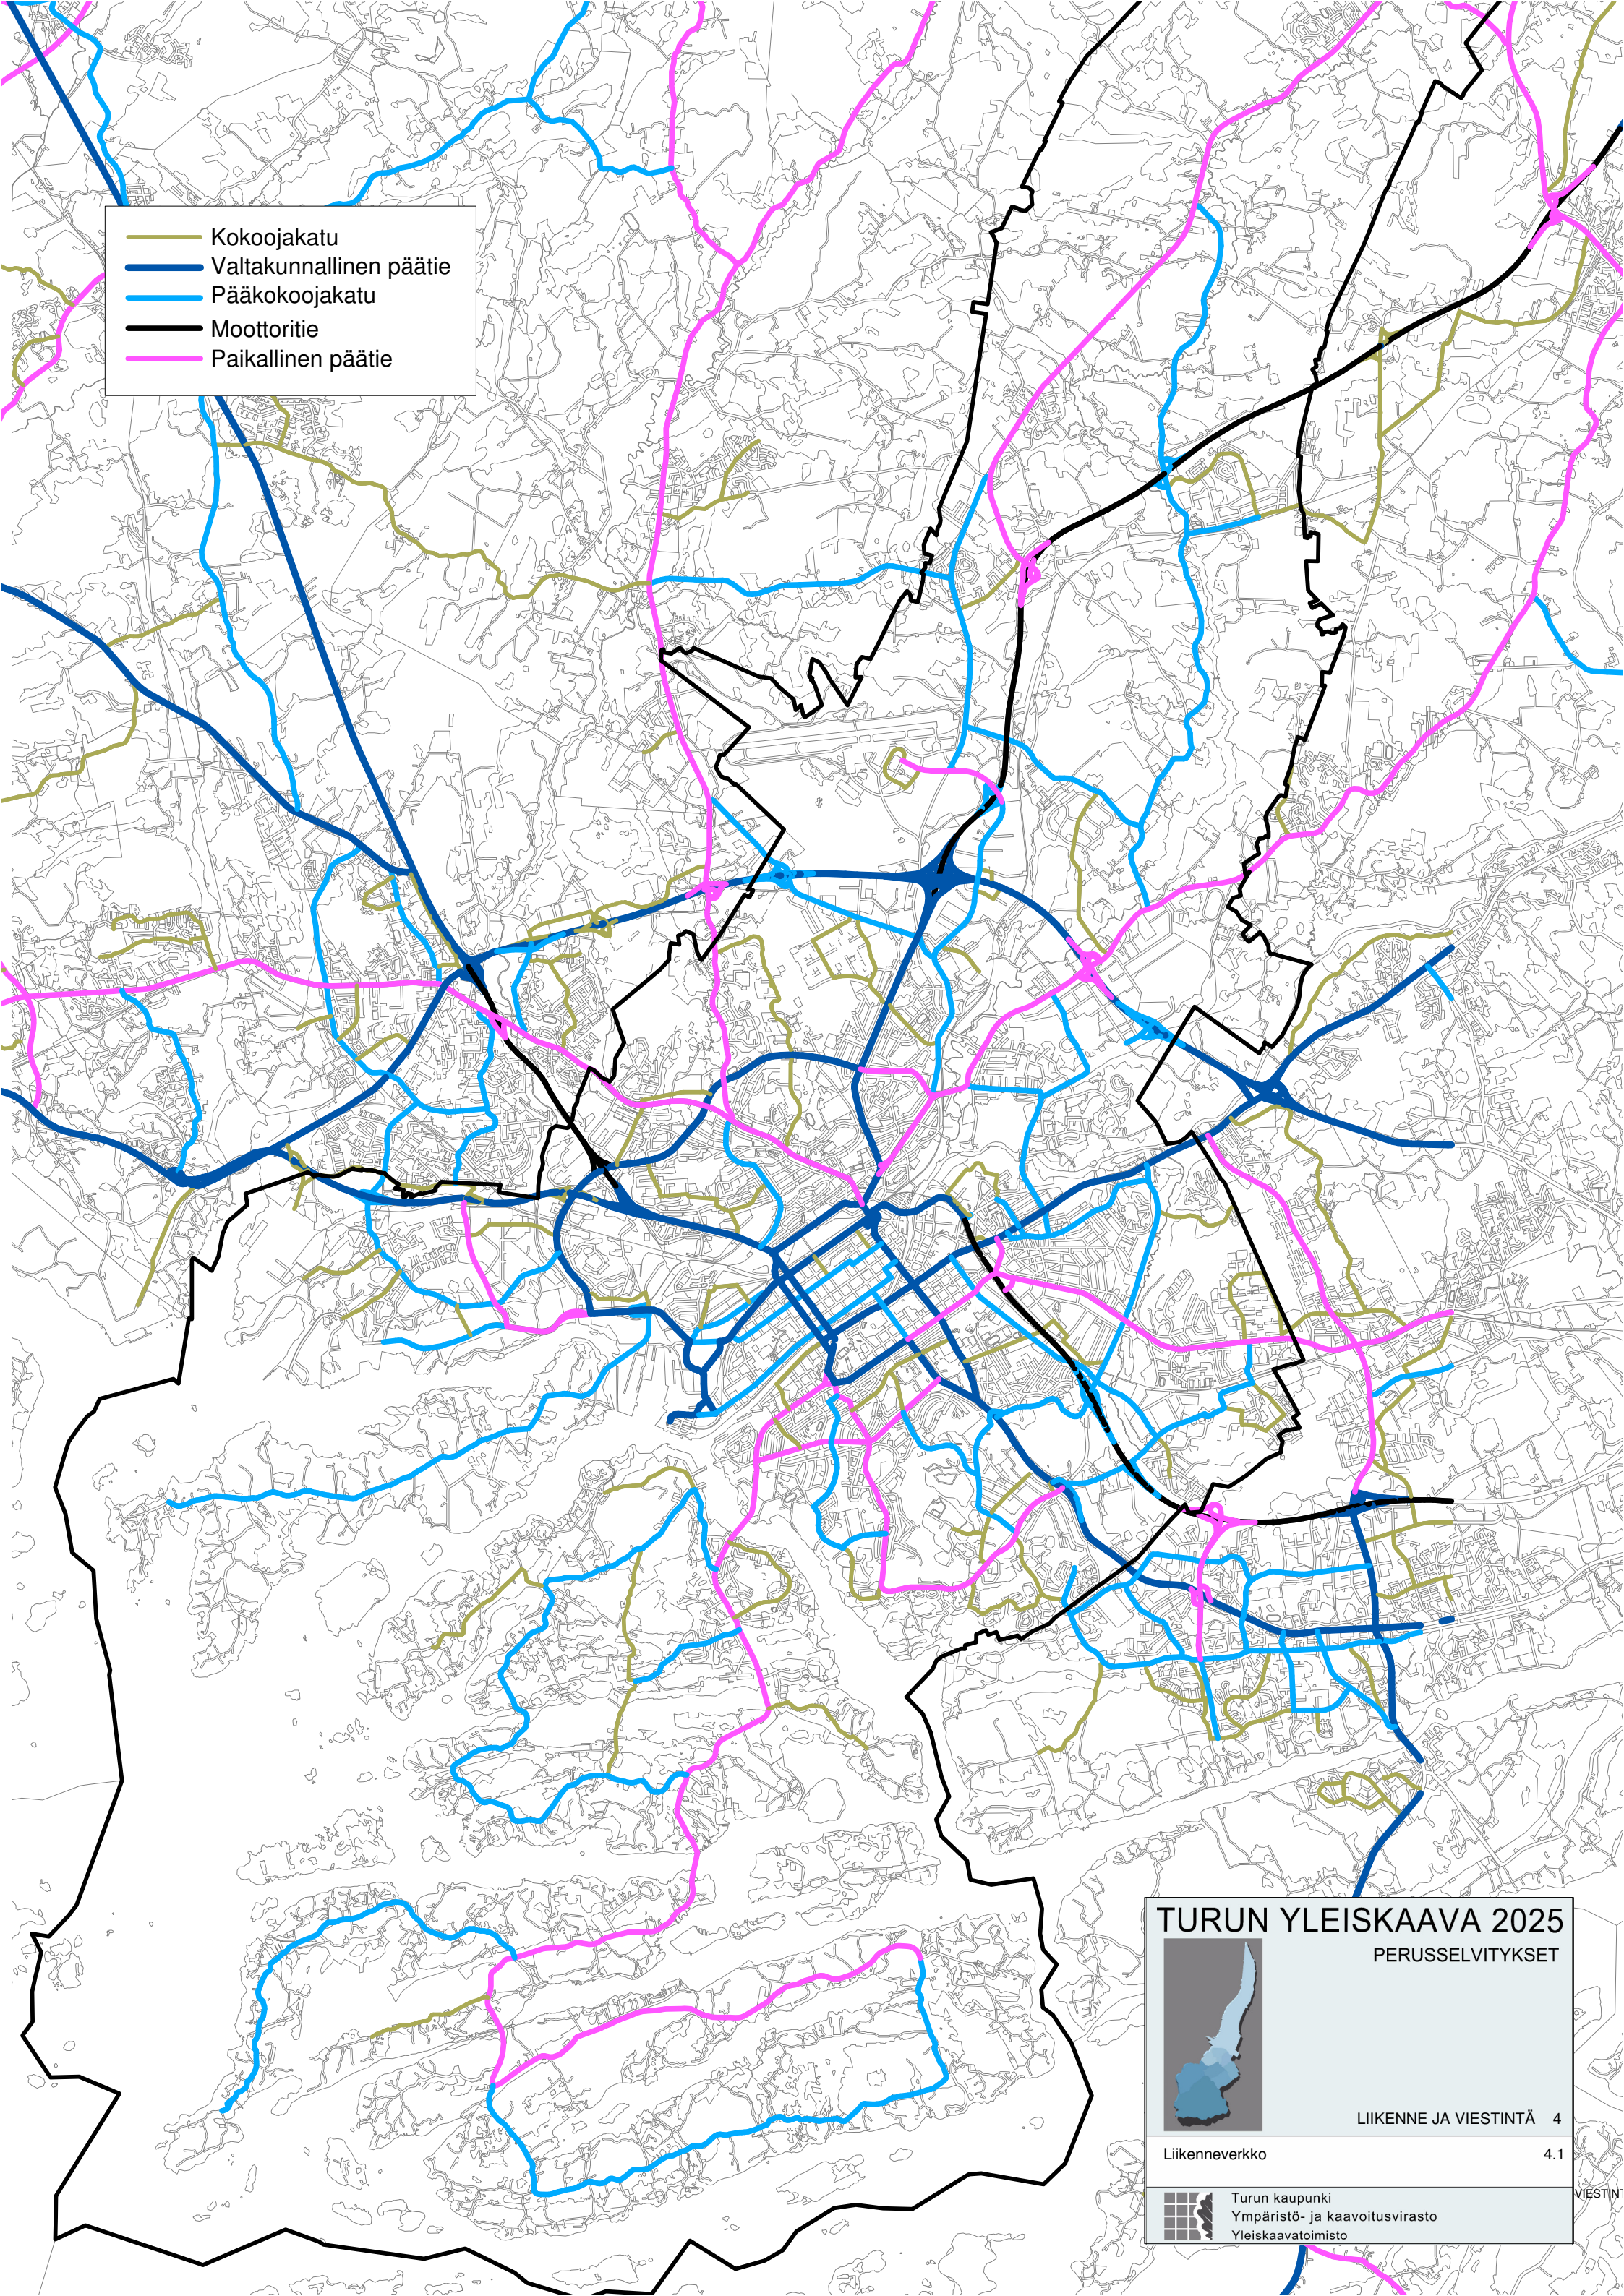 Kokoojakatu
Valtakunnallinen päätie
Pääkokoojakatu
Moottoritie
Paikallinen päätie
TURUN YLEISKAAVA 2025
PERUSSELVITYKSET
LIIKENNE JA VIESTINTÄ 4
Liikenneverkko 4.1
VIESTINT
Turun kaupunki
Ympäristö- ja kaavoitusvirasto
Yleiskaavatoimisto